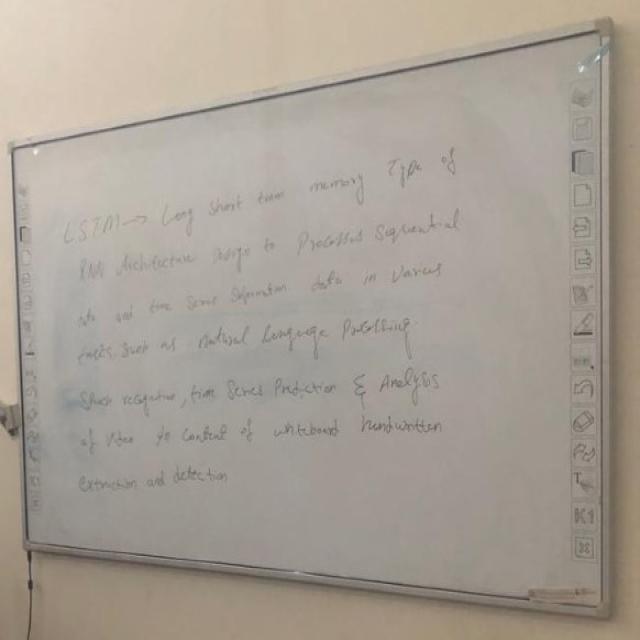 LSTM → Long short term memory Type of
RNN Architecture Design to Processes Sequential
data and time Series data in various
tasks, such as Natural Language Processing.
Speech recognition, time Series Prediction & Analysis
of video to content of whiteboard handwritten
extraction and detection
T
K1